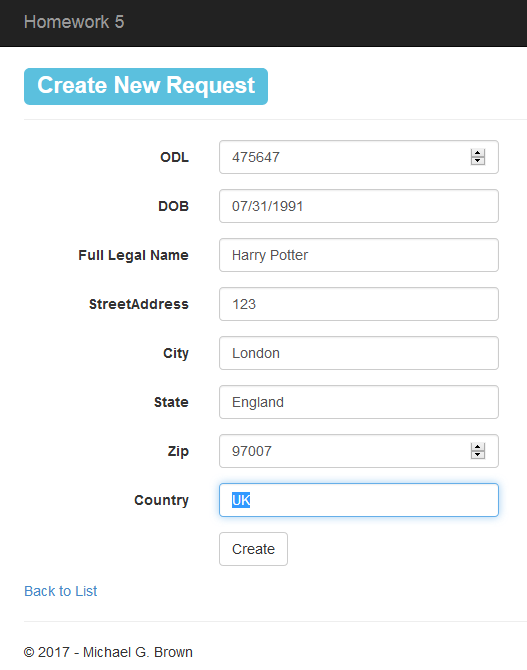 Homework 5
Create New Request
ODL 475647
DOB 07/31/1991
Full Legal Name Harry Potter
StreetAddress 123
City London
State England
Zip 97007
Country UK
Create
Back to List
© 2017 - Michael G. Brown